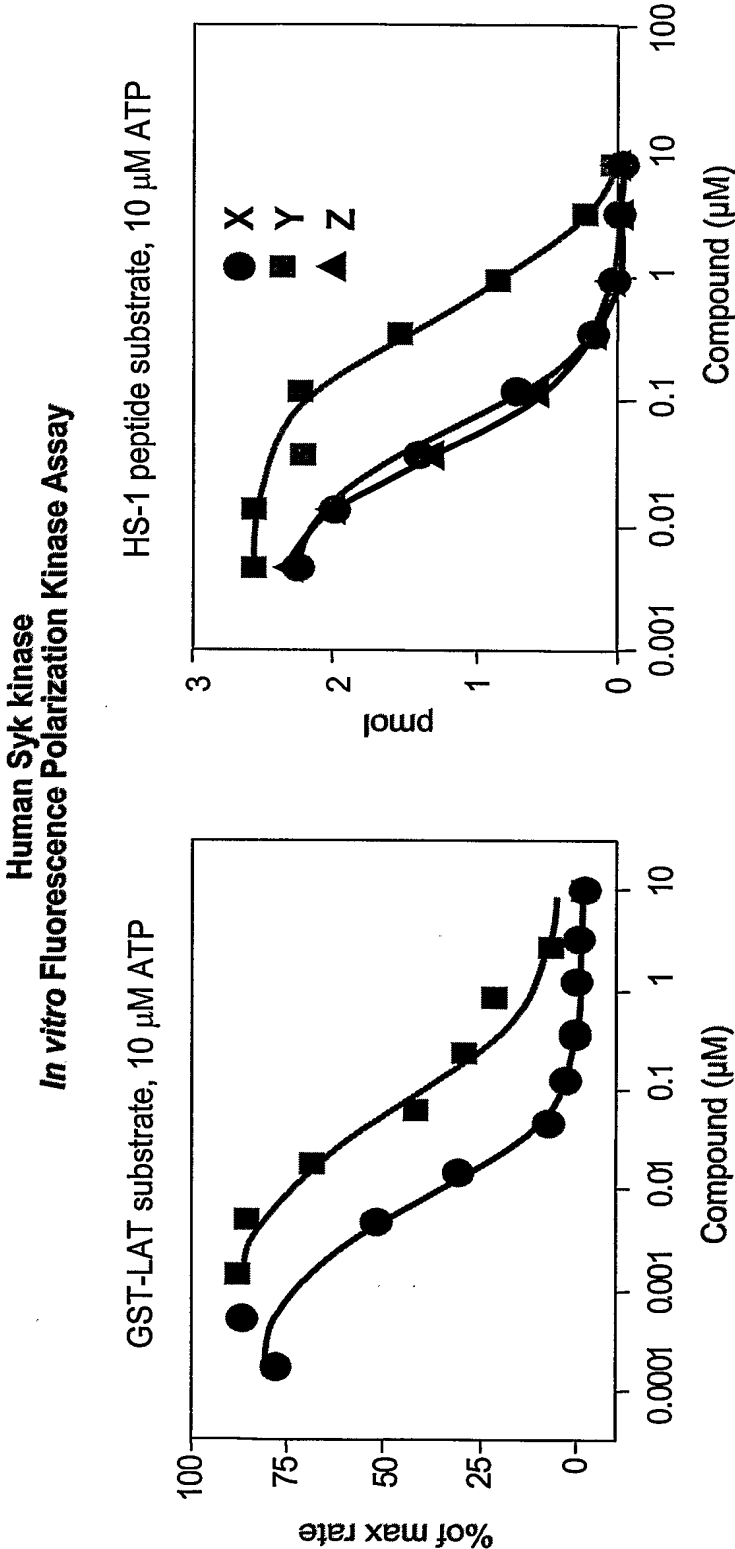 Human Syk kinase
In vitro Fluorescence Polarization Kinase Assay
GST-LAT substrate, 10 µM ATP
100
75
50
25
0
%of max rate
0.0001
0.001
0.01
0.1
1
10
Compound (µM)
HS-1 peptide substrate, 10 µM ATP
X
Y
Z
3
2
1
0
pmol
0.001
0.01
0.1
1
10
100
Compound (µM)